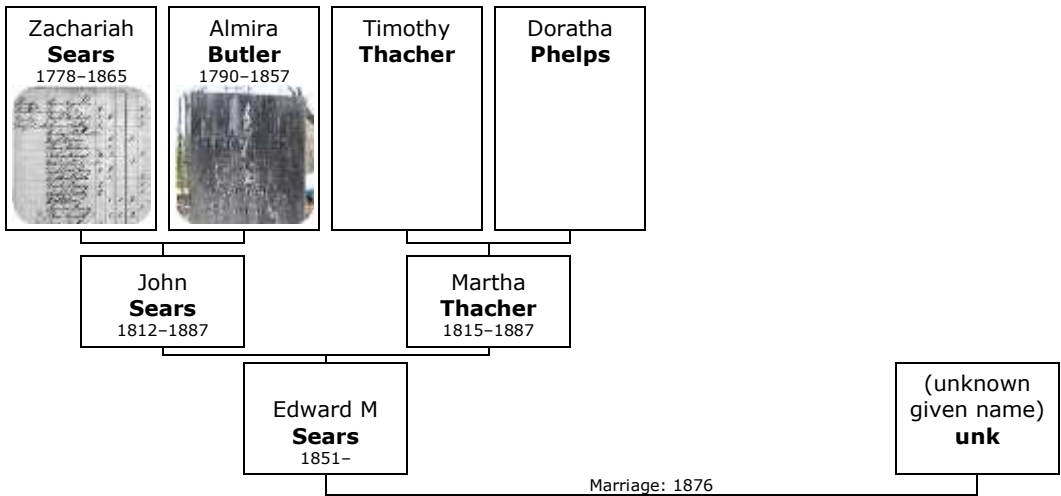 Zachariah
Sears
1778–1865
Almira
Butler
1790–1857
Timothy
Thacher
Doratha
Phelps
John
Sears
1812–1887
Martha
Thacher
1815–1887
Edward M
Sears
1851–
(unknown
given name)
unk
Marriage: 1876